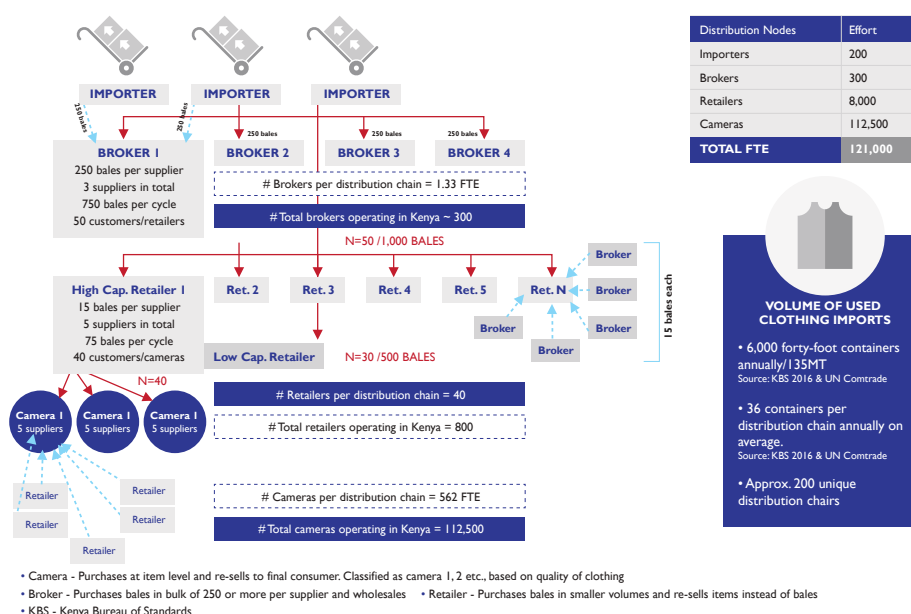 IMPORTER
IMPORTER
IMPORTER
250 bales
250 bales
250 bales
250 bales
250 bales
BROKER 1
250 bales per supplier
3 suppliers in total
750 bales per cycle
50 customers/retailers
BROKER 2
BROKER 3
BROKER 4
# Brokers per distribution chain = 1.33 FTE
# Total brokers operating in Kenya ~ 300
N=50 /1,000 BALES
High Cap. Retailer 1
15 bales per supplier
5 suppliers in total
75 bales per cycle
40 customers/cameras
Ret. 2
Ret. 3
Ret. 4
Ret. 5
Ret. N
Broker
Broker
Broker
Broker
Broker
15 bales each
Low Cap. Retailer
N=30 /500 BALES
N=40
# Retailers per distribution chain = 40
# Total retailers operating in Kenya = 800
Camera 1
5 suppliers
Camera 1
5 suppliers
Camera 1
5 suppliers
Retailer
Retailer
Retailer
Retailer
Retailer
# Cameras per distribution chain = 562 FTE
# Total cameras operating in Kenya = 112,500
Distribution Nodes Effort
Importers 200
Brokers 300
Retailers 8,000
Cameras 112,500
TOTAL FTE 121,000
VOLUME OF USED
CLOTHING IMPORTS
• 6,000 forty-foot containers
annually/135MT
Source: KBS 2016 & UN Comtrade
• 36 containers per
distribution chain annually on
average.
Source: KBS 2016 & UN Comtrade
• Approx. 200 unique
distribution chairs
• Camera - Purchases at item level and re-sells to final consumer. Classified as camera 1, 2 etc., based on quality of clothing
• Broker - Purchases bales in bulk of 250 or more per supplier and wholesales • Retailer - Purchases bales in smaller volumes and re-sells items instead of bales
• KBS - Kenya Bureau of Standards